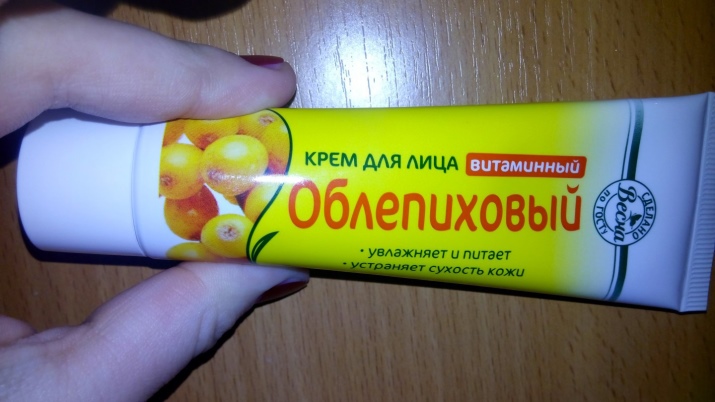 КРЕМ ДЛЯ ЛИЦА витаминный
Облепиховый
• увлажняет и питает
• устраняет сухость кожи
СДЕЛАНО
Весна
по ГОСТу